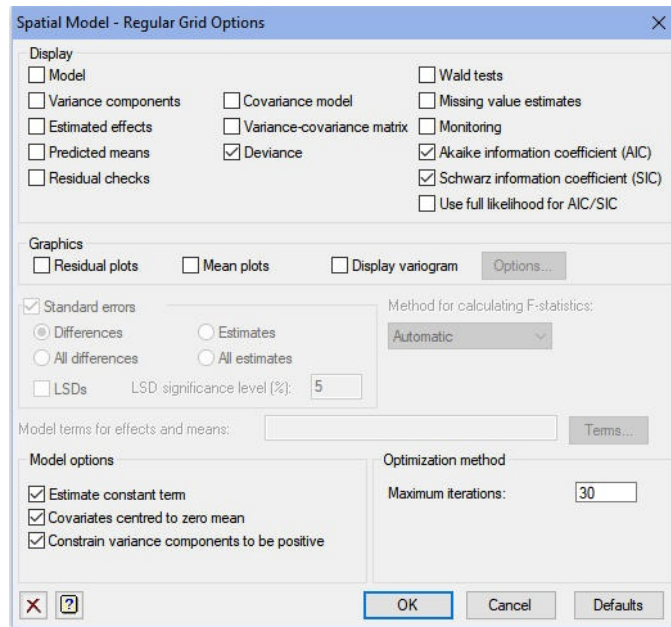 Spatial Model - Regular Grid Options
Display
Model
Wald tests
Variance components
Covariance model
Missing value estimates
Estimated effects
Variance-covariance matrix
Monitoring
Predicted means
Deviance
Akaike information coefficient (AIC)
Residual checks
Schwarz information coefficient (SIC)
Use full likelihood for AIC/SIC
Graphics
Residual plots
Mean plots
Display variogram
Options...
Standard errors
Method for calculating F-statistics:
Differences
Estimates
Automatic
All differences
All estimates
LSDs
LSD significance level (%):
5
Model terms for effects and means:
Terms...
Model options
Optimization method
Estimate constant term
Maximum iterations:
30
Covariates centred to zero mean
Constrain variance components to be positive
OK
Cancel
Defaults